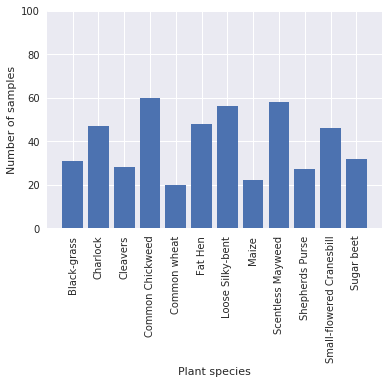 100
80
60
40
20
0
Number of samples
Black-grass
Charlock
Cleavers
Common Chickweed
Common wheat
Fat Hen
Loose Silky-bent
Maize
Scentless Mayweed
Shepherds Purse
Small-flowered Cranesbill
Sugar beet
Plant species